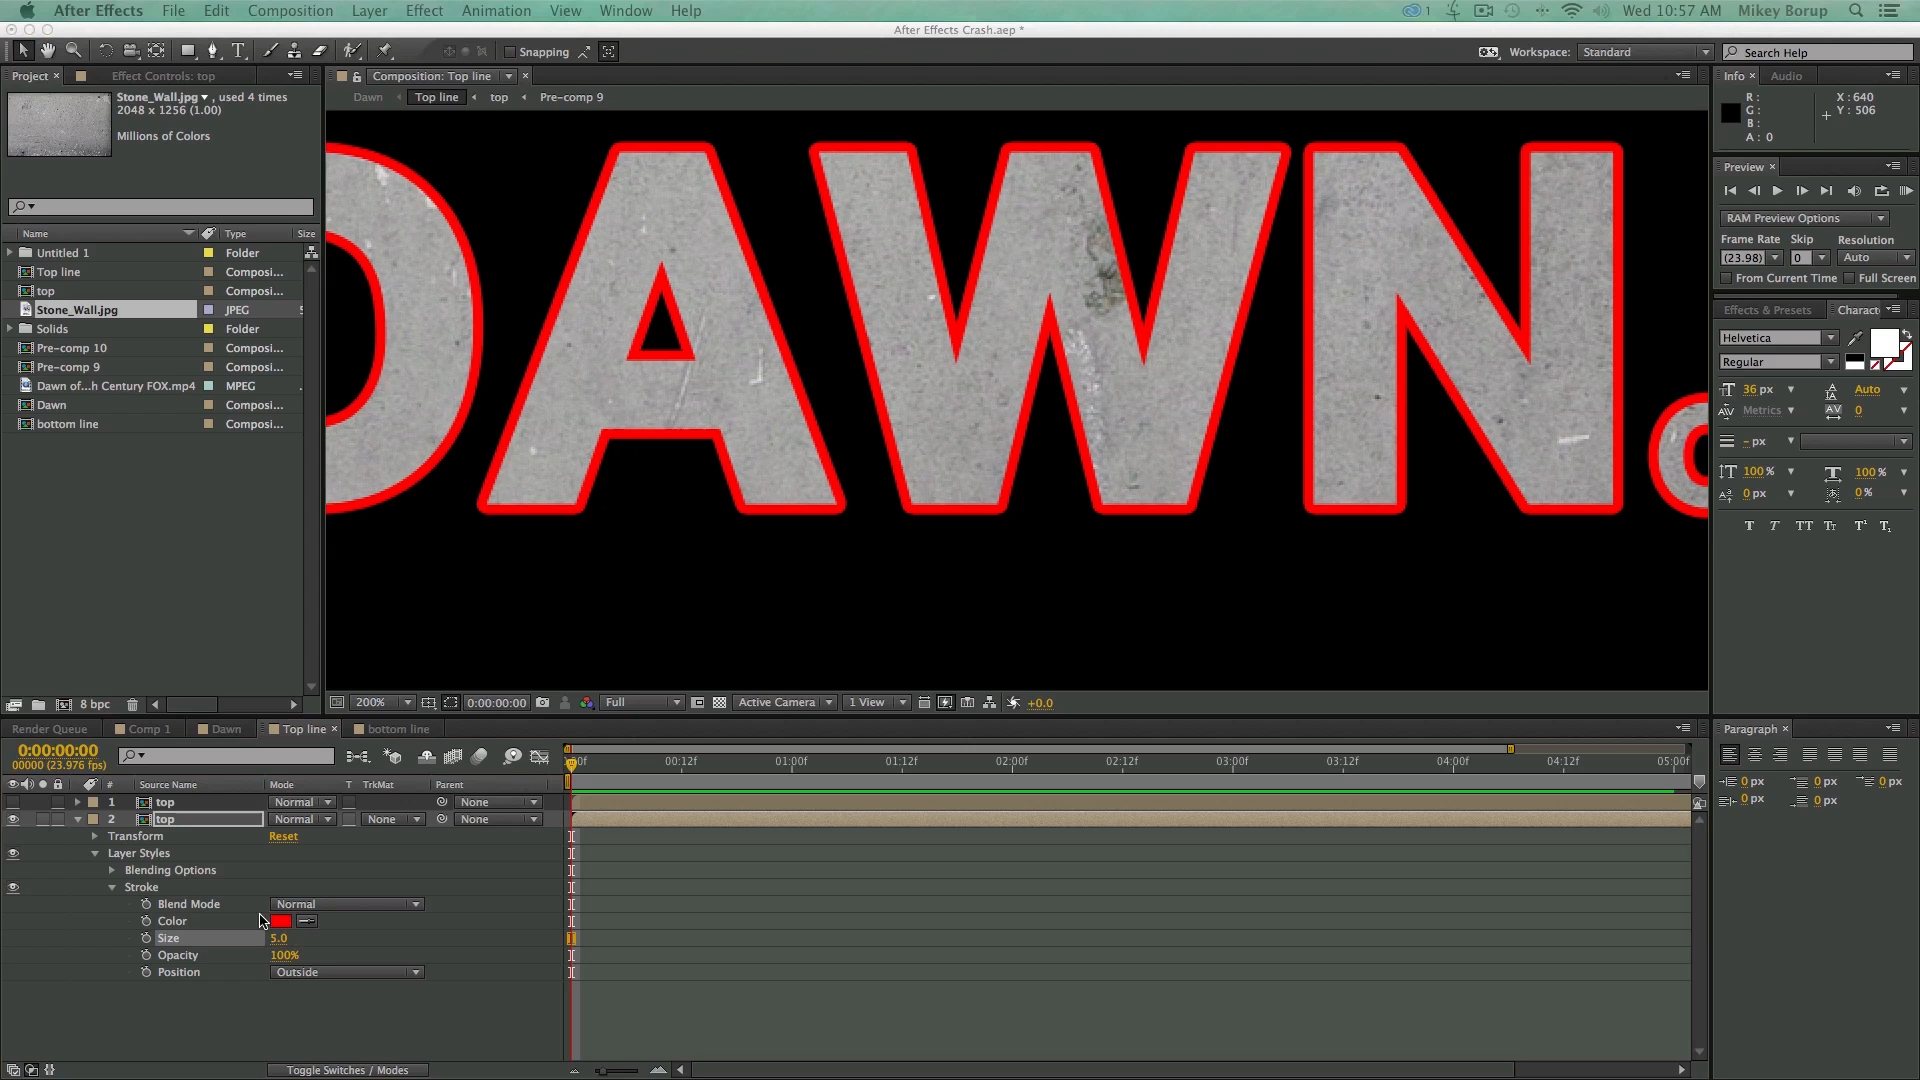 After Effects File Edit Composition Layer Effect Animation View Window Help 1 Wed 10:57 AM Mikey Borup
After Effects Crash.aep *
Snapping Workspace: Standard Search Help
Project × Effect Controls: top Composition: Top line × Info × Audio
Stone_Wall.jpg , used 4 times
2048 x 1256 (1.00)
Millions of Colors
Dawn Top line top Pre-comp 9
R: X: 640
G: Y: 506
B:
A: 0
Preview ×
RAM Preview Options
Frame Rate Skip Resolution
(23.98) 0 Auto
From Current Time Full Screen
Name Type Size
Untitled 1 Folder
Top line Composi...
top Composi...
Stone_Wall.jpg JPEG
Solids Folder
Pre-comp 10 Composi...
Pre-comp 9 Composi...
Dawn of...h Century FOX.mp4 MPEG
Dawn Composi...
bottom line Composi...
DAWN
Effects & Presets Charact
Helvetica
Regular
36 px Auto
Metrics 0
- px
100 % 100 %
0 px 0 %
T T TT Tt T¹ T₁
8 bpc
200% 0:00:00:00 Full Active Camera 1 View +0.0
Render Queue Comp 1 Dawn Top line × bottom line
0:00:00:00
00000 (23.976 fps)
:00f 00:12f 01:00f 01:12f 02:00f 02:12f 03:00f 03:12f 04:00f 04:12f 05:00f
# Source Name Mode T TrkMat Parent
1 top Normal None
2 top Normal None None
Transform Reset
Layer Styles
Blending Options
Stroke
Blend Mode Normal
Color
Size 5.0
Opacity 100%
Position Outside
Toggle Switches / Modes
Paragraph ×
0 px 0 px 0 px
0 px 0 px